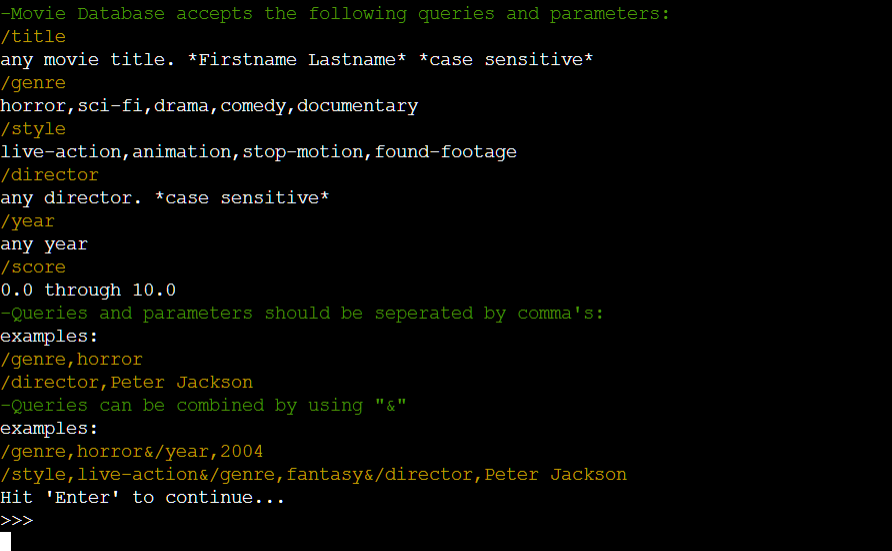 -Movie Database accepts the following queries and parameters:
/title
any movie title. *Firstname Lastname* *case sensitive*
/genre
horror,sci-fi,drama,comedy,documentary
/style
live-action,animation,stop-motion,found-footage
/director
any director. *case sensitive*
/year
any year
/score
0.0 through 10.0
-Queries and parameters should be seperated by comma's:
examples:
/genre,horror
/director,Peter Jackson
-Queries can be combined by using "&"
examples:
/genre,horror&/year,2004
/style,live-action&/genre,fantasy&/director,Peter Jackson
Hit 'Enter' to continue...
>>>